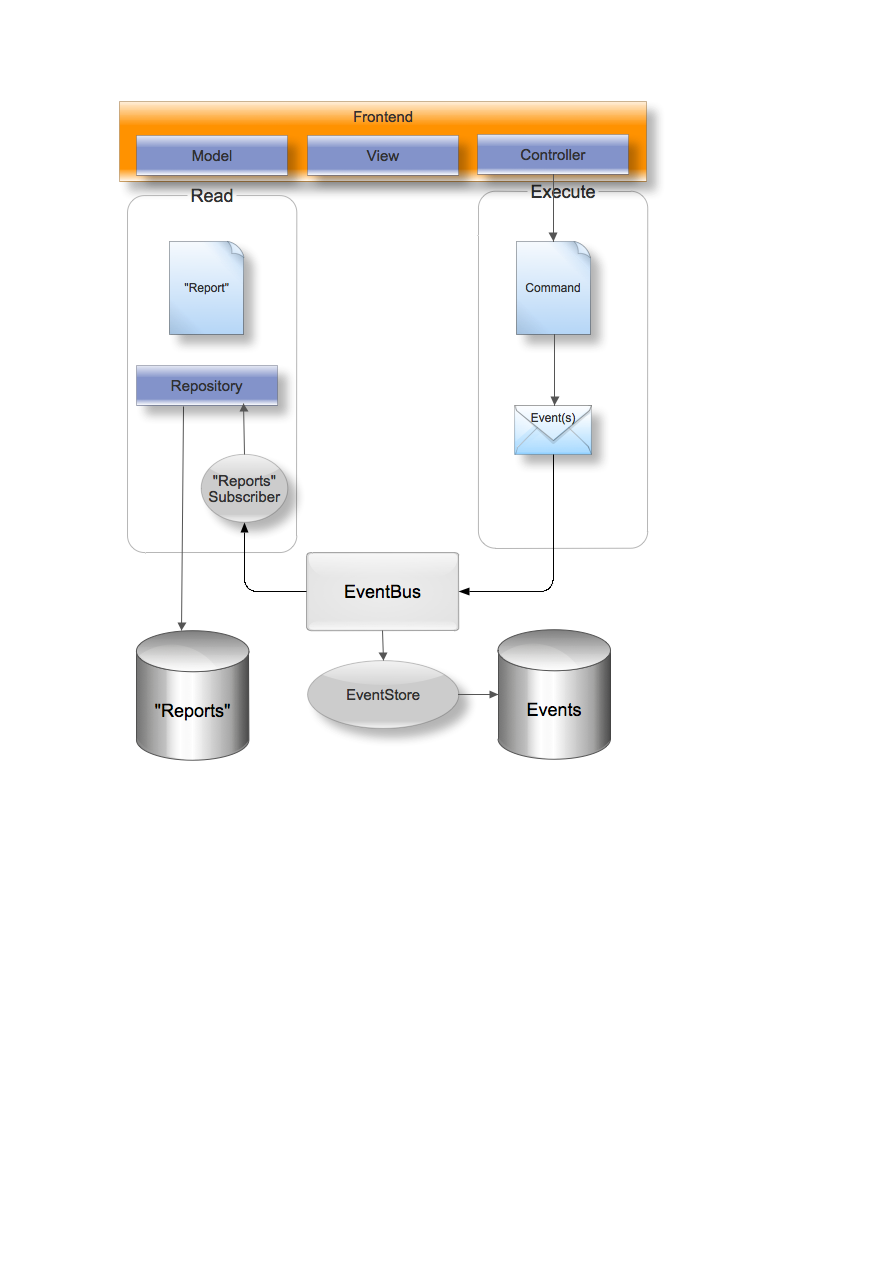 Frontend
Model
View
Controller
Read
Execute
"Report"
Command
Repository
Event(s)
"Reports"
Subscriber
EventBus
EventStore
"Reports"
Events